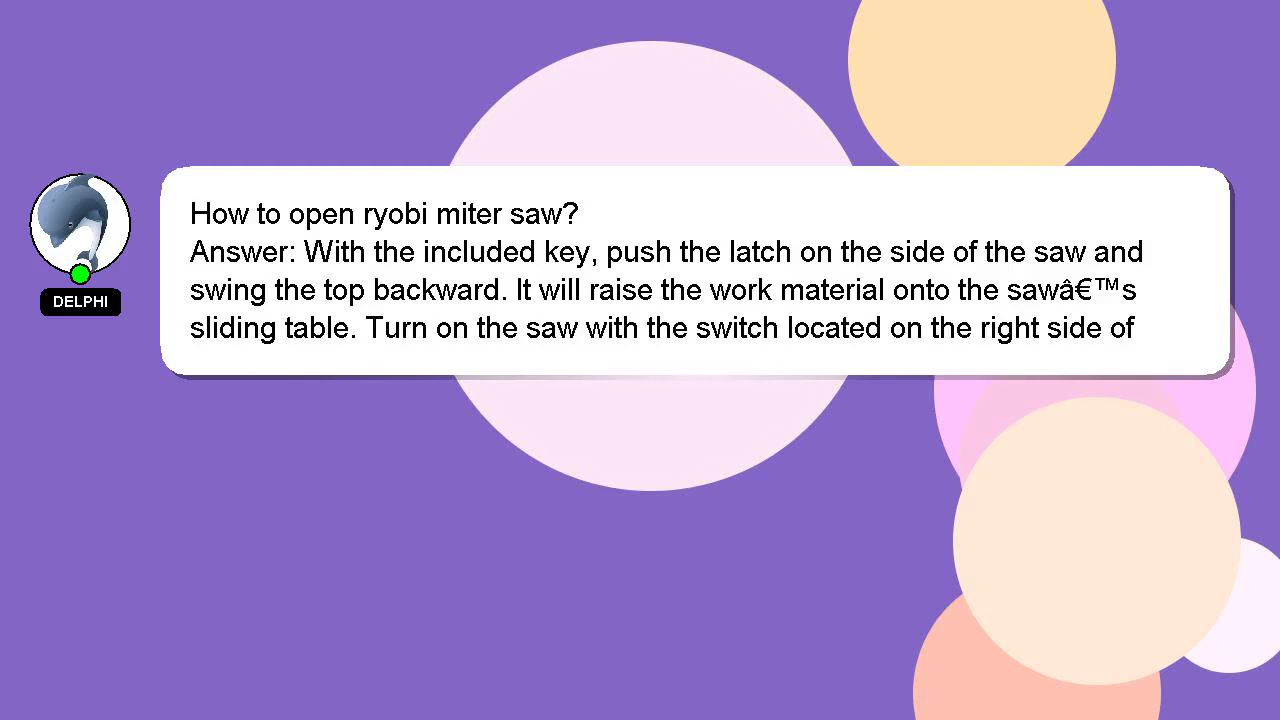 How to open ryobi miter saw?
Answer: With the included key, push the latch on the side of the saw and
swing the top backward. It will raise the work material onto the sawâ€™s
sliding table. Turn on the saw with the switch located on the right side of
DELPHI